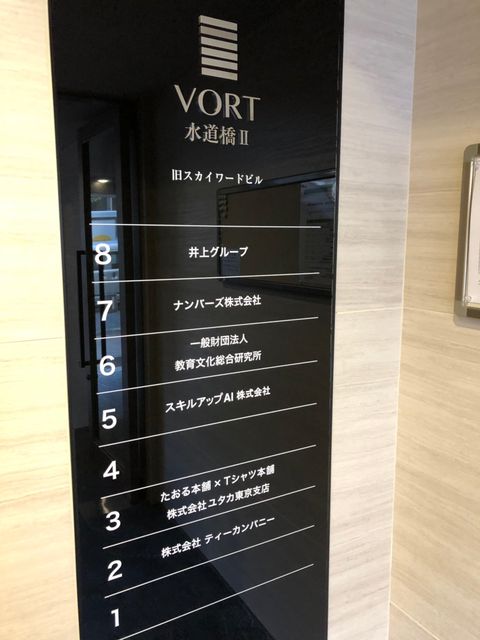 VORT
水道橋 II
旧スカイワードビル
8 井上グループ
7 ナンバーズ株式会社
一般財団法人
6 教育文化総合研究所
5 スキルアップAI 株式会社
4
たおる本舗×Tシャツ本舗
3 株式会社ユタカ東京支店
2 株式会社 ティーカンパニー
1